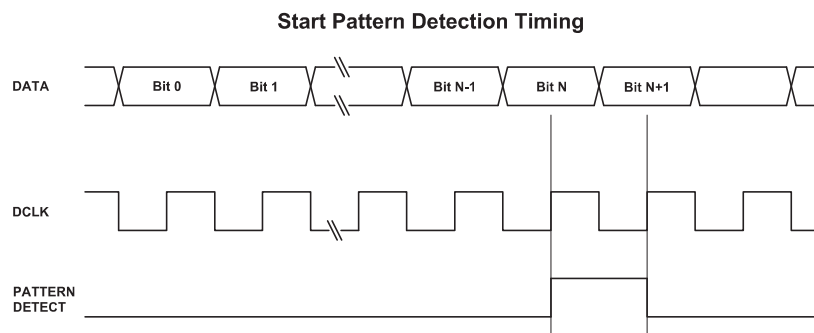 Start Pattern Detection Timing
DATA
Bit 0
Bit 1
Bit N-1
Bit N
Bit N+1
DCLK
PATTERN
DETECT